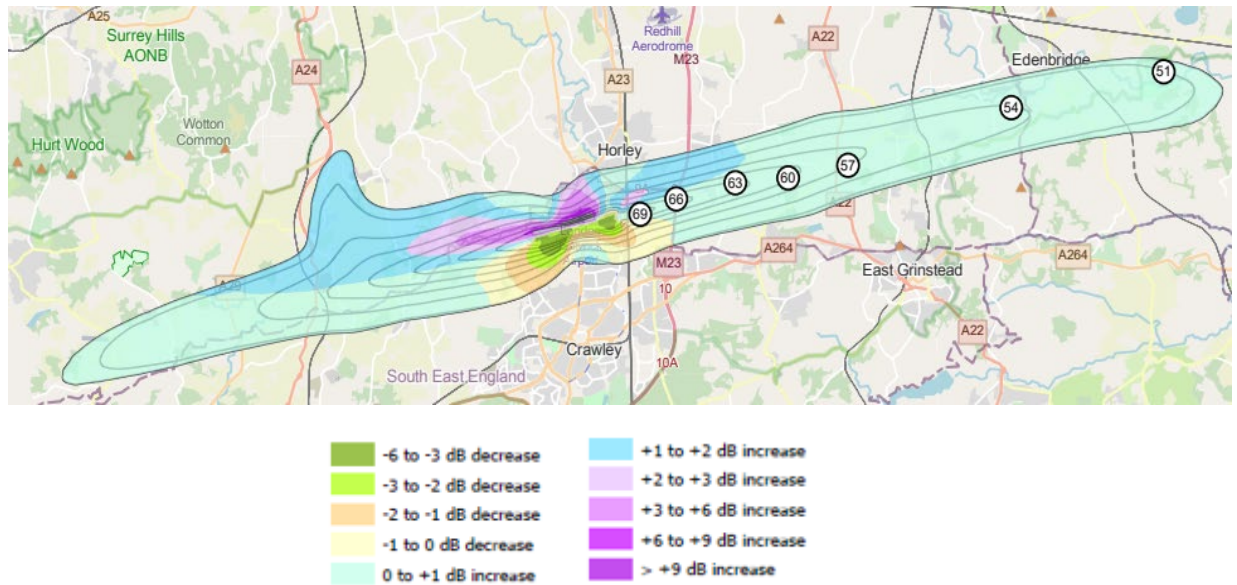 A25
Surrey Hills
AONB
A24
A23
Redhill
Aerodrome
M23
A22
Edenbridge
51
54
Wotton
Common
Hurt Wood
Horley
57
60
63
66
69
22
A264
A264
M23
10
East Grinstead
A22
Crawley
10A
South East England
-6 to -3 dB decrease
-3 to -2 dB decrease
-2 to -1 dB decrease
-1 to 0 dB decrease
0 to +1 dB increase
+1 to +2 dB increase
+2 to +3 dB increase
+3 to +6 dB increase
+6 to +9 dB increase
> +9 dB increase